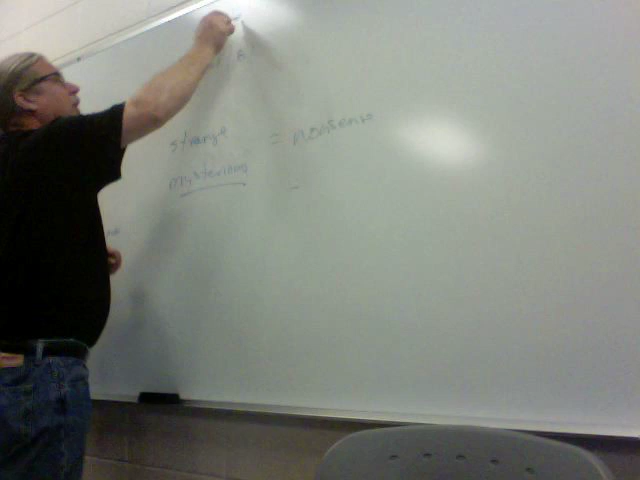 B
strange = nonsense
mysterious -